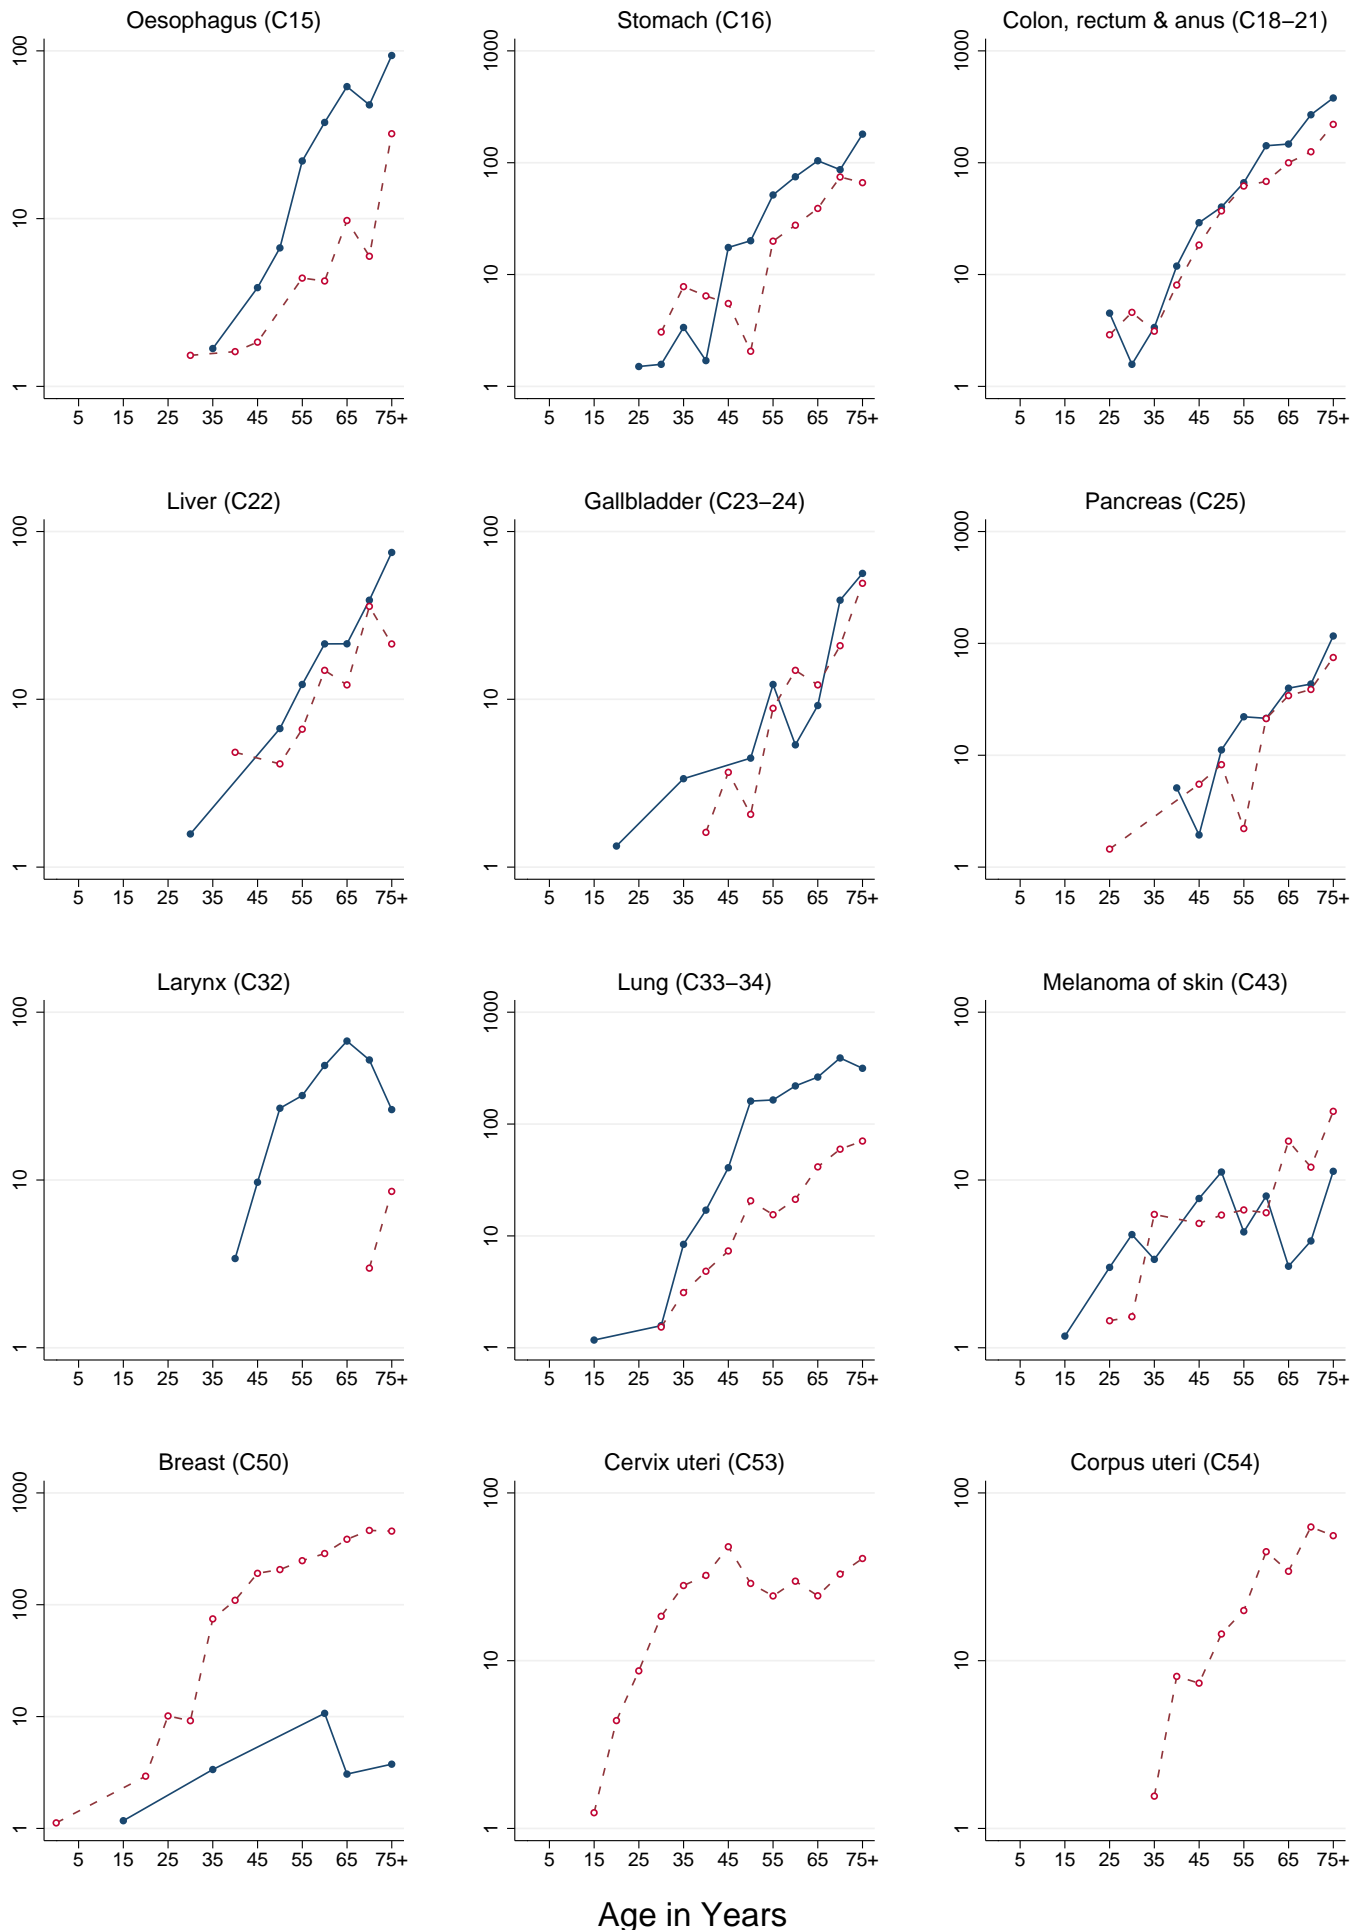 Oesophagus (C15)
100
10
1
5 15 25 35 45 55 65 75+
Stomach (C16)
1000
100
10
1
5 15 25 35 45 55 65 75+
Colon, rectum & anus (C18–21)
1000
100
10
1
5 15 25 35 45 55 65 75+
Liver (C22)
100
10
1
5 15 25 35 45 55 65 75+
Gallbladder (C23–24)
100
10
1
5 15 25 35 45 55 65 75+
Pancreas (C25)
1000
100
10
1
5 15 25 35 45 55 65 75+
Larynx (C32)
100
10
1
5 15 25 35 45 55 65 75+
Lung (C33–34)
1000
100
10
1
5 15 25 35 45 55 65 75+
Melanoma of skin (C43)
100
10
1
5 15 25 35 45 55 65 75+
Breast (C50)
1000
100
10
1
5 15 25 35 45 55 65 75+
Cervix uteri (C53)
100
10
1
5 15 25 35 45 55 65 75+
Corpus uteri (C54)
100
10
1
5 15 25 35 45 55 65 75+
Age in Years